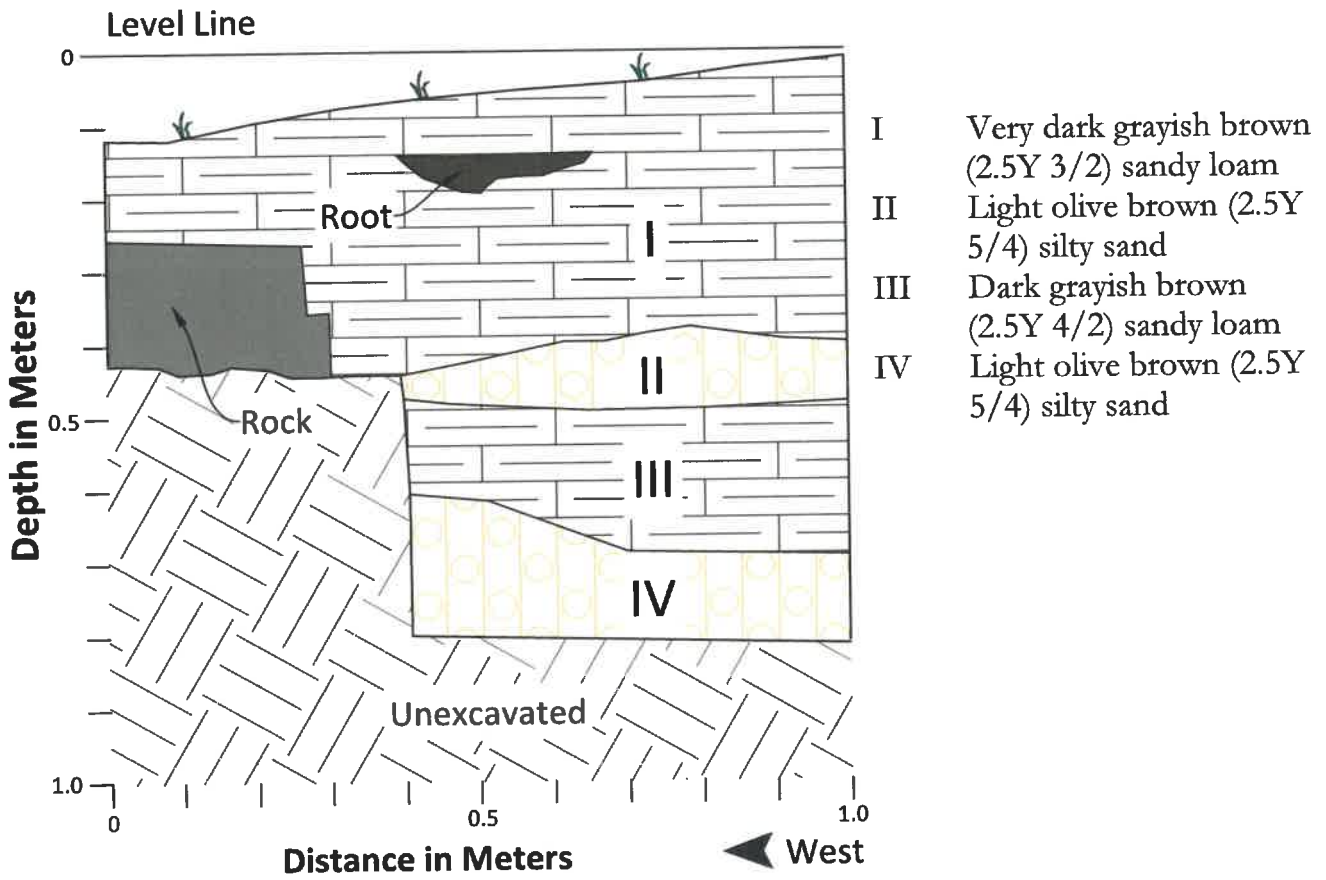 Level Line
0
I Very dark grayish brown
(2.5Y 3/2) sandy loam
II Light olive brown (2.5Y
5/4) silty sand
III Dark grayish brown
(2.5Y 4/2) sandy loam
IV Light olive brown (2.5Y
5/4) silty sand
Root
I
II
Rock
0.5
III
IV
Unexcavated
1.0
0
0.5
1.0
Depth in Meters
Distance in Meters
West